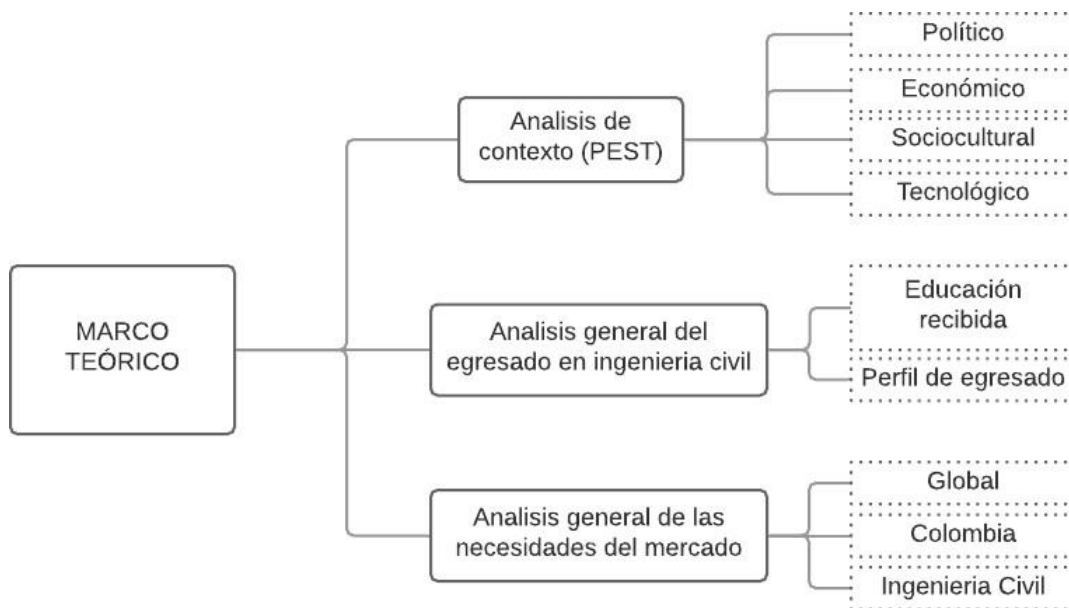 MARCO
TEÓRICO
Analisis de
contexto (PEST)
Político
Económico
Sociocultural
Tecnológico
Analisis general del
egresado en ingenieria civil
Educación
recibida
Perfil de egresado
Analisis general de las
necesidades del mercado
Global
Colombia
Ingenieria Civil